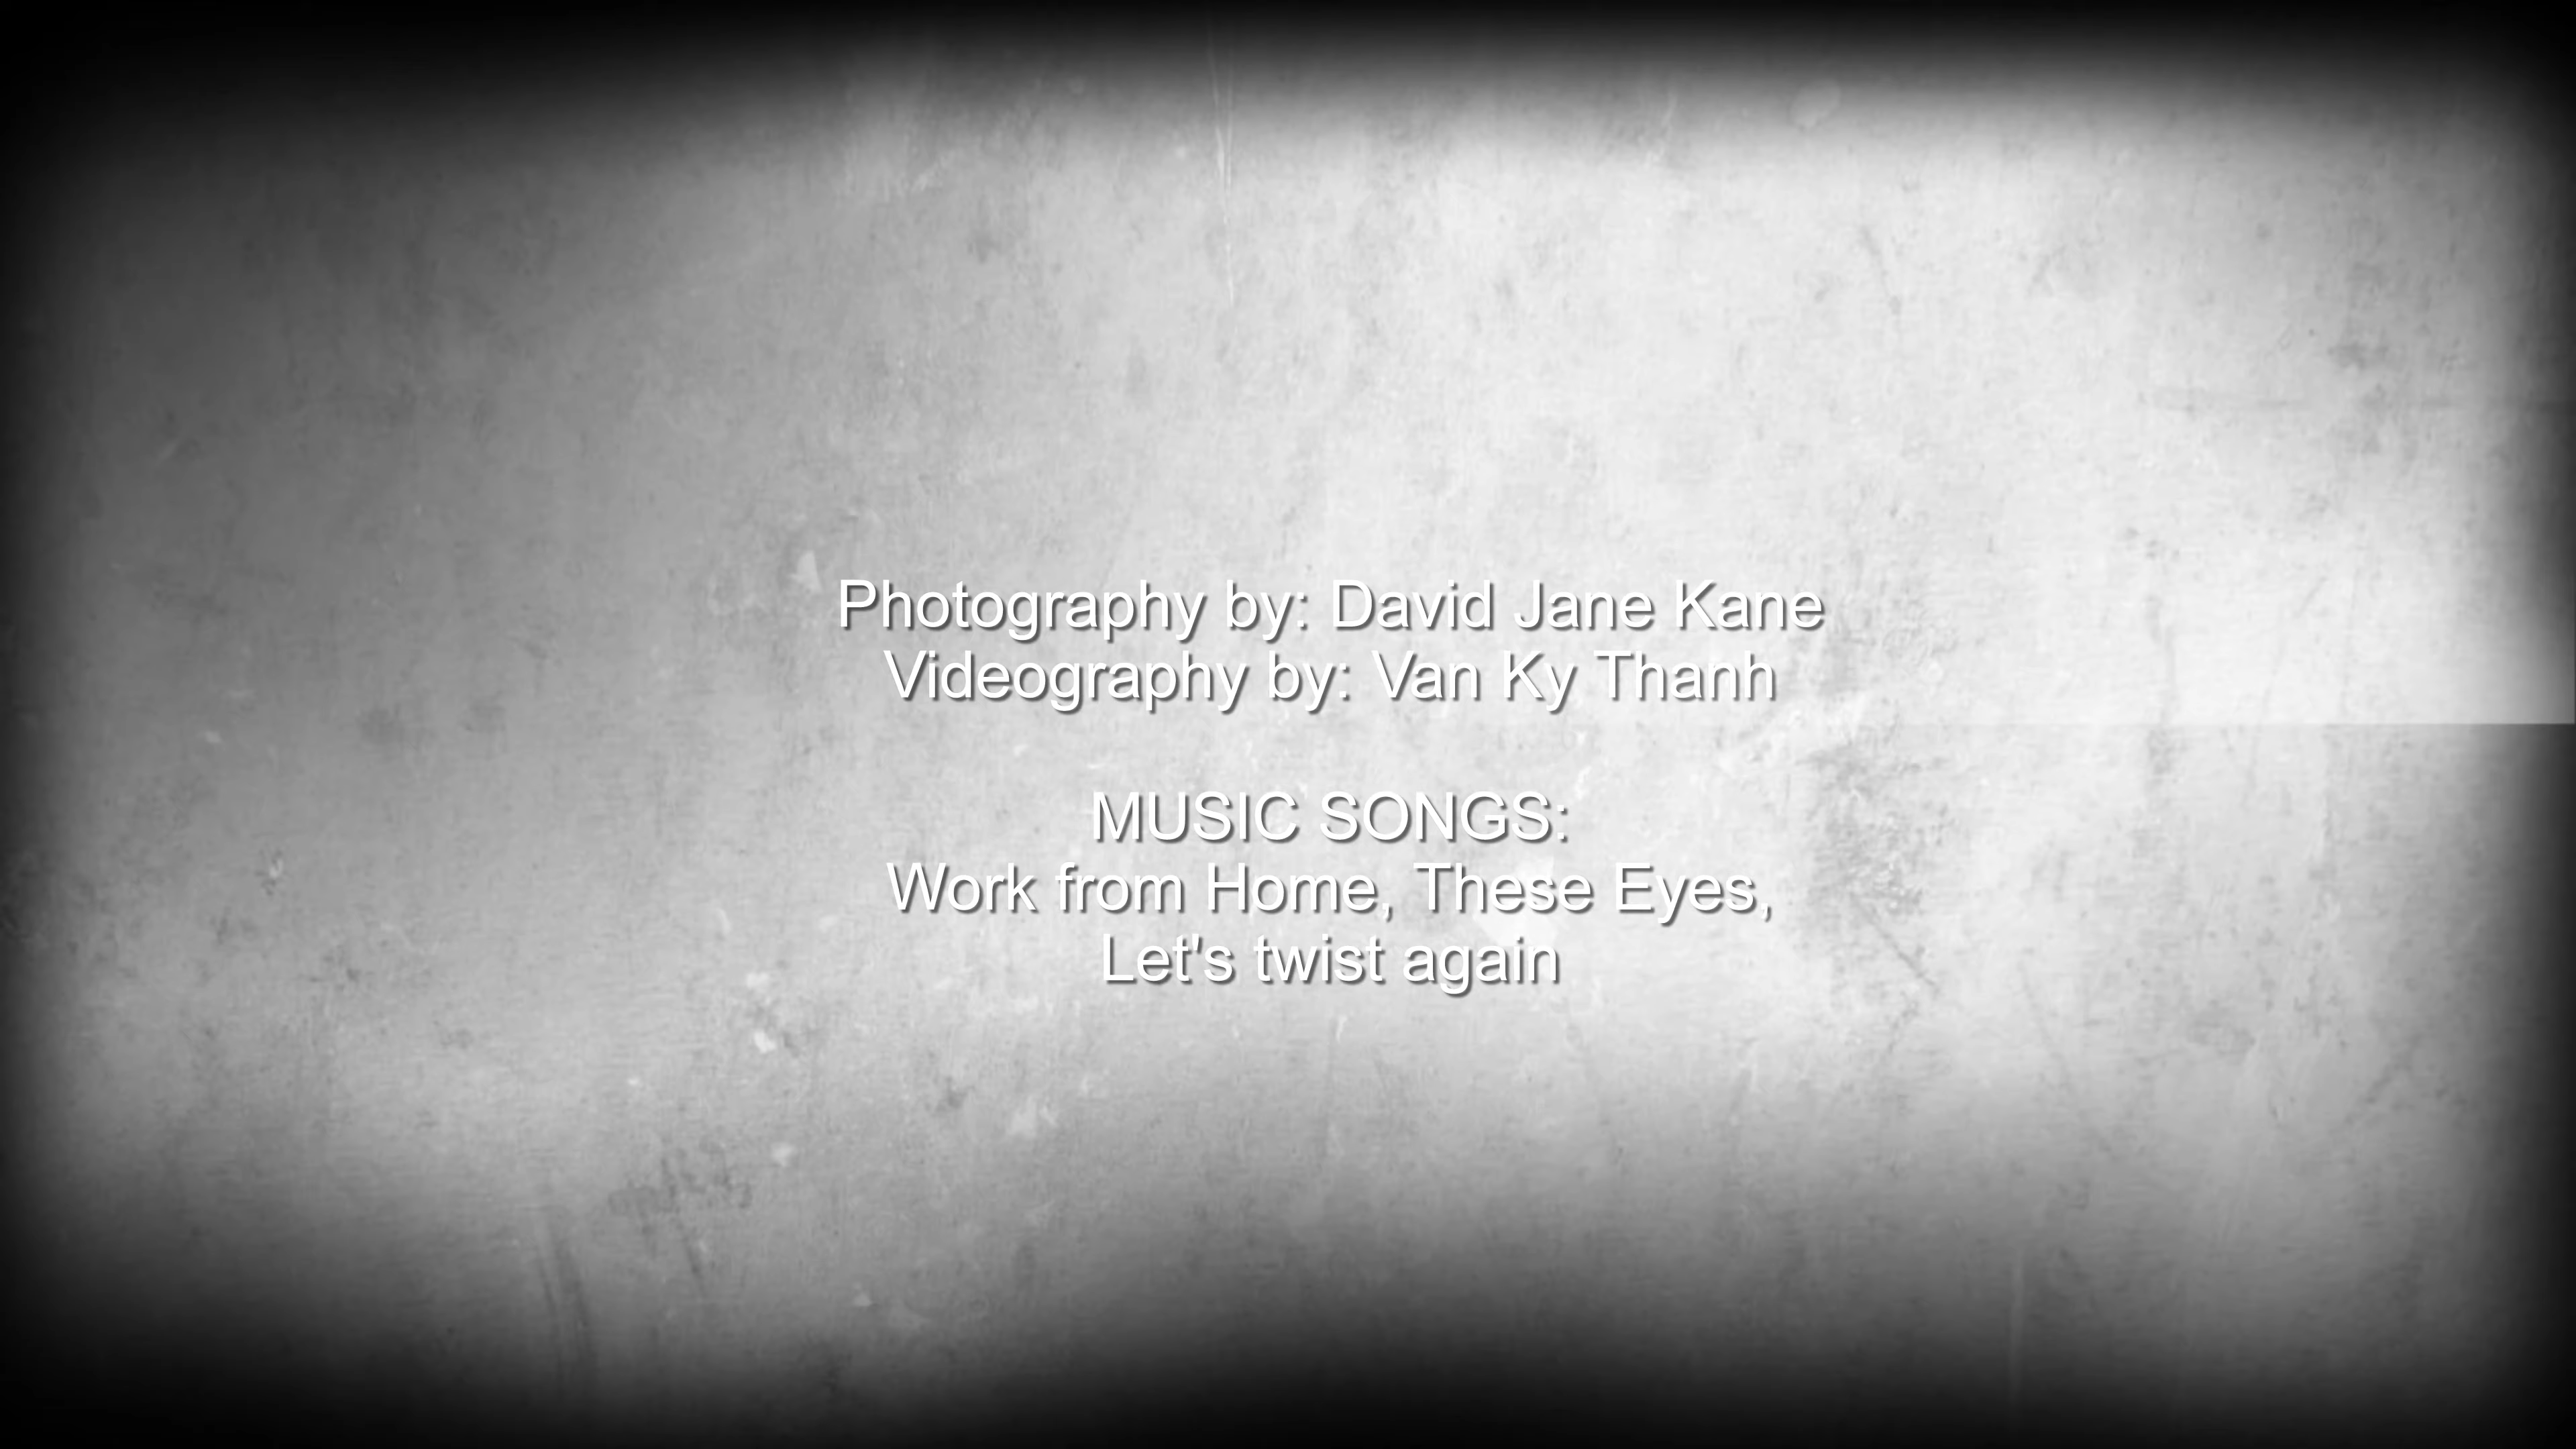 Photography by: David Jane Kane
Videography by: Van Ky Thanh
MUSIC SONGS:
Work from Home, These Eyes,
Let's twist again